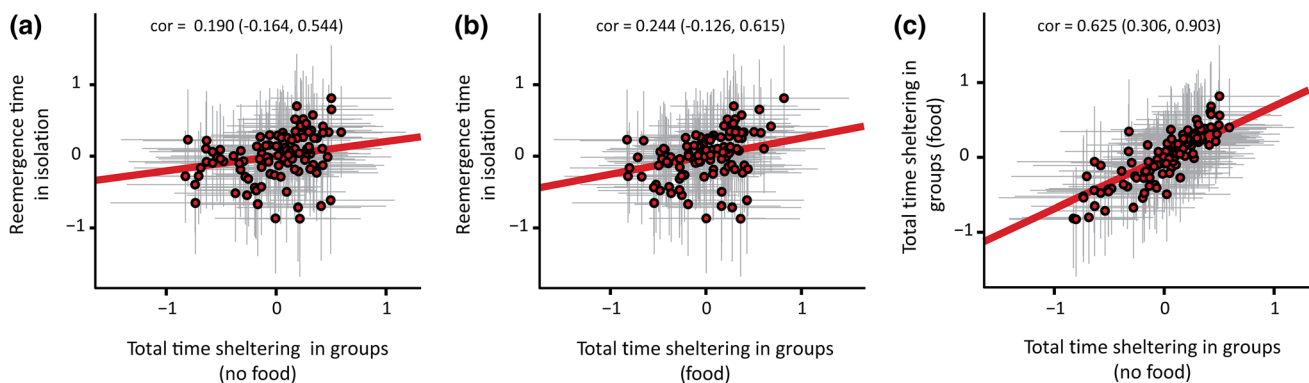 (a)
cor = 0.190 (-0.164, 0.544)
Reemergence time
in isolation
1
0
−1
−1
0
1
Total time sheltering in groups
(no food)
(b)
cor = 0.244 (-0.126, 0.615)
Reemergence time
in isolation
1
0
−1
−1
0
1
Total time sheltering in groups
(food)
(c)
cor = 0.625 (0.306, 0.903)
Total time sheltering in
groups (food)
1
0
−1
−1
0
1
Total time sheltering in groups
(no food)